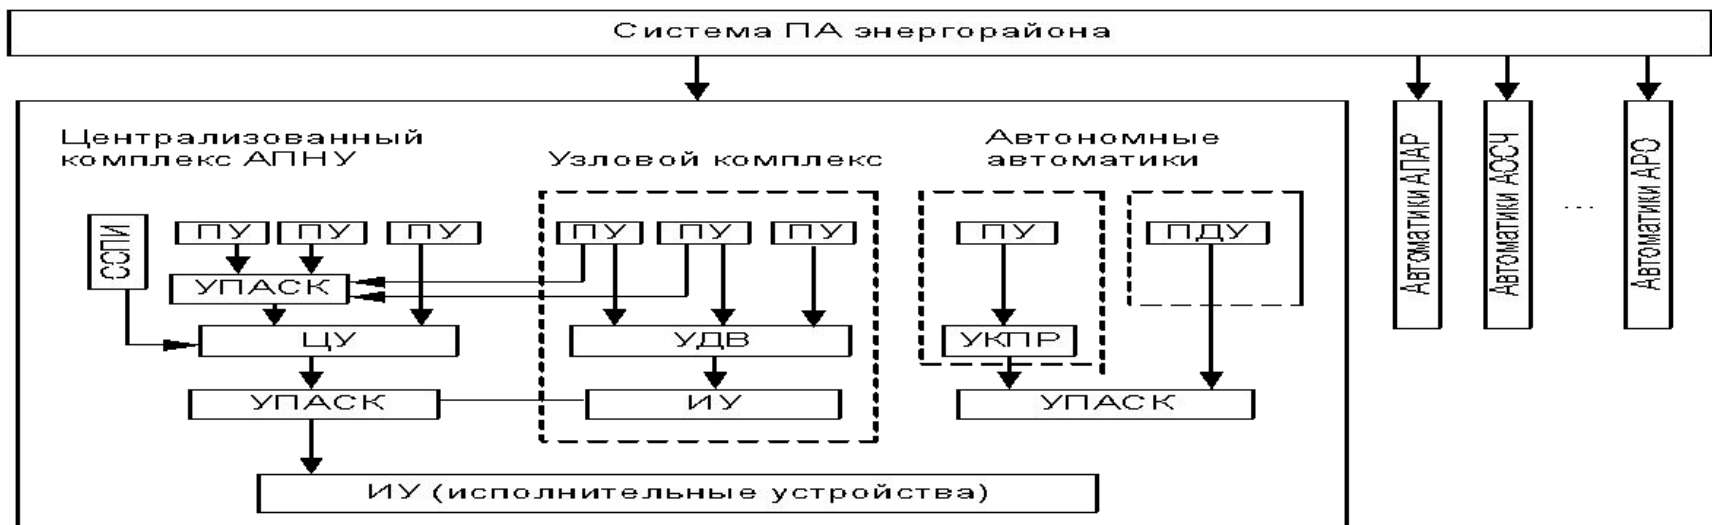 Система ПА энергорайона
Централизованный
комплекс АПНУ
Узловой комплекс
Автономные
автоматики
Автоматики АПАР
Автоматики АОСЧ
...
Автоматики АРО
ССПИ
ПУ
ПУ
ПУ
ПУ
ПУ
ПУ
ПУ
ПДУ
УПАСК
ЦУ
УДВ
УКПР
УПАСК
ИУ
УПАСК
ИУ (исполнительные устройства)